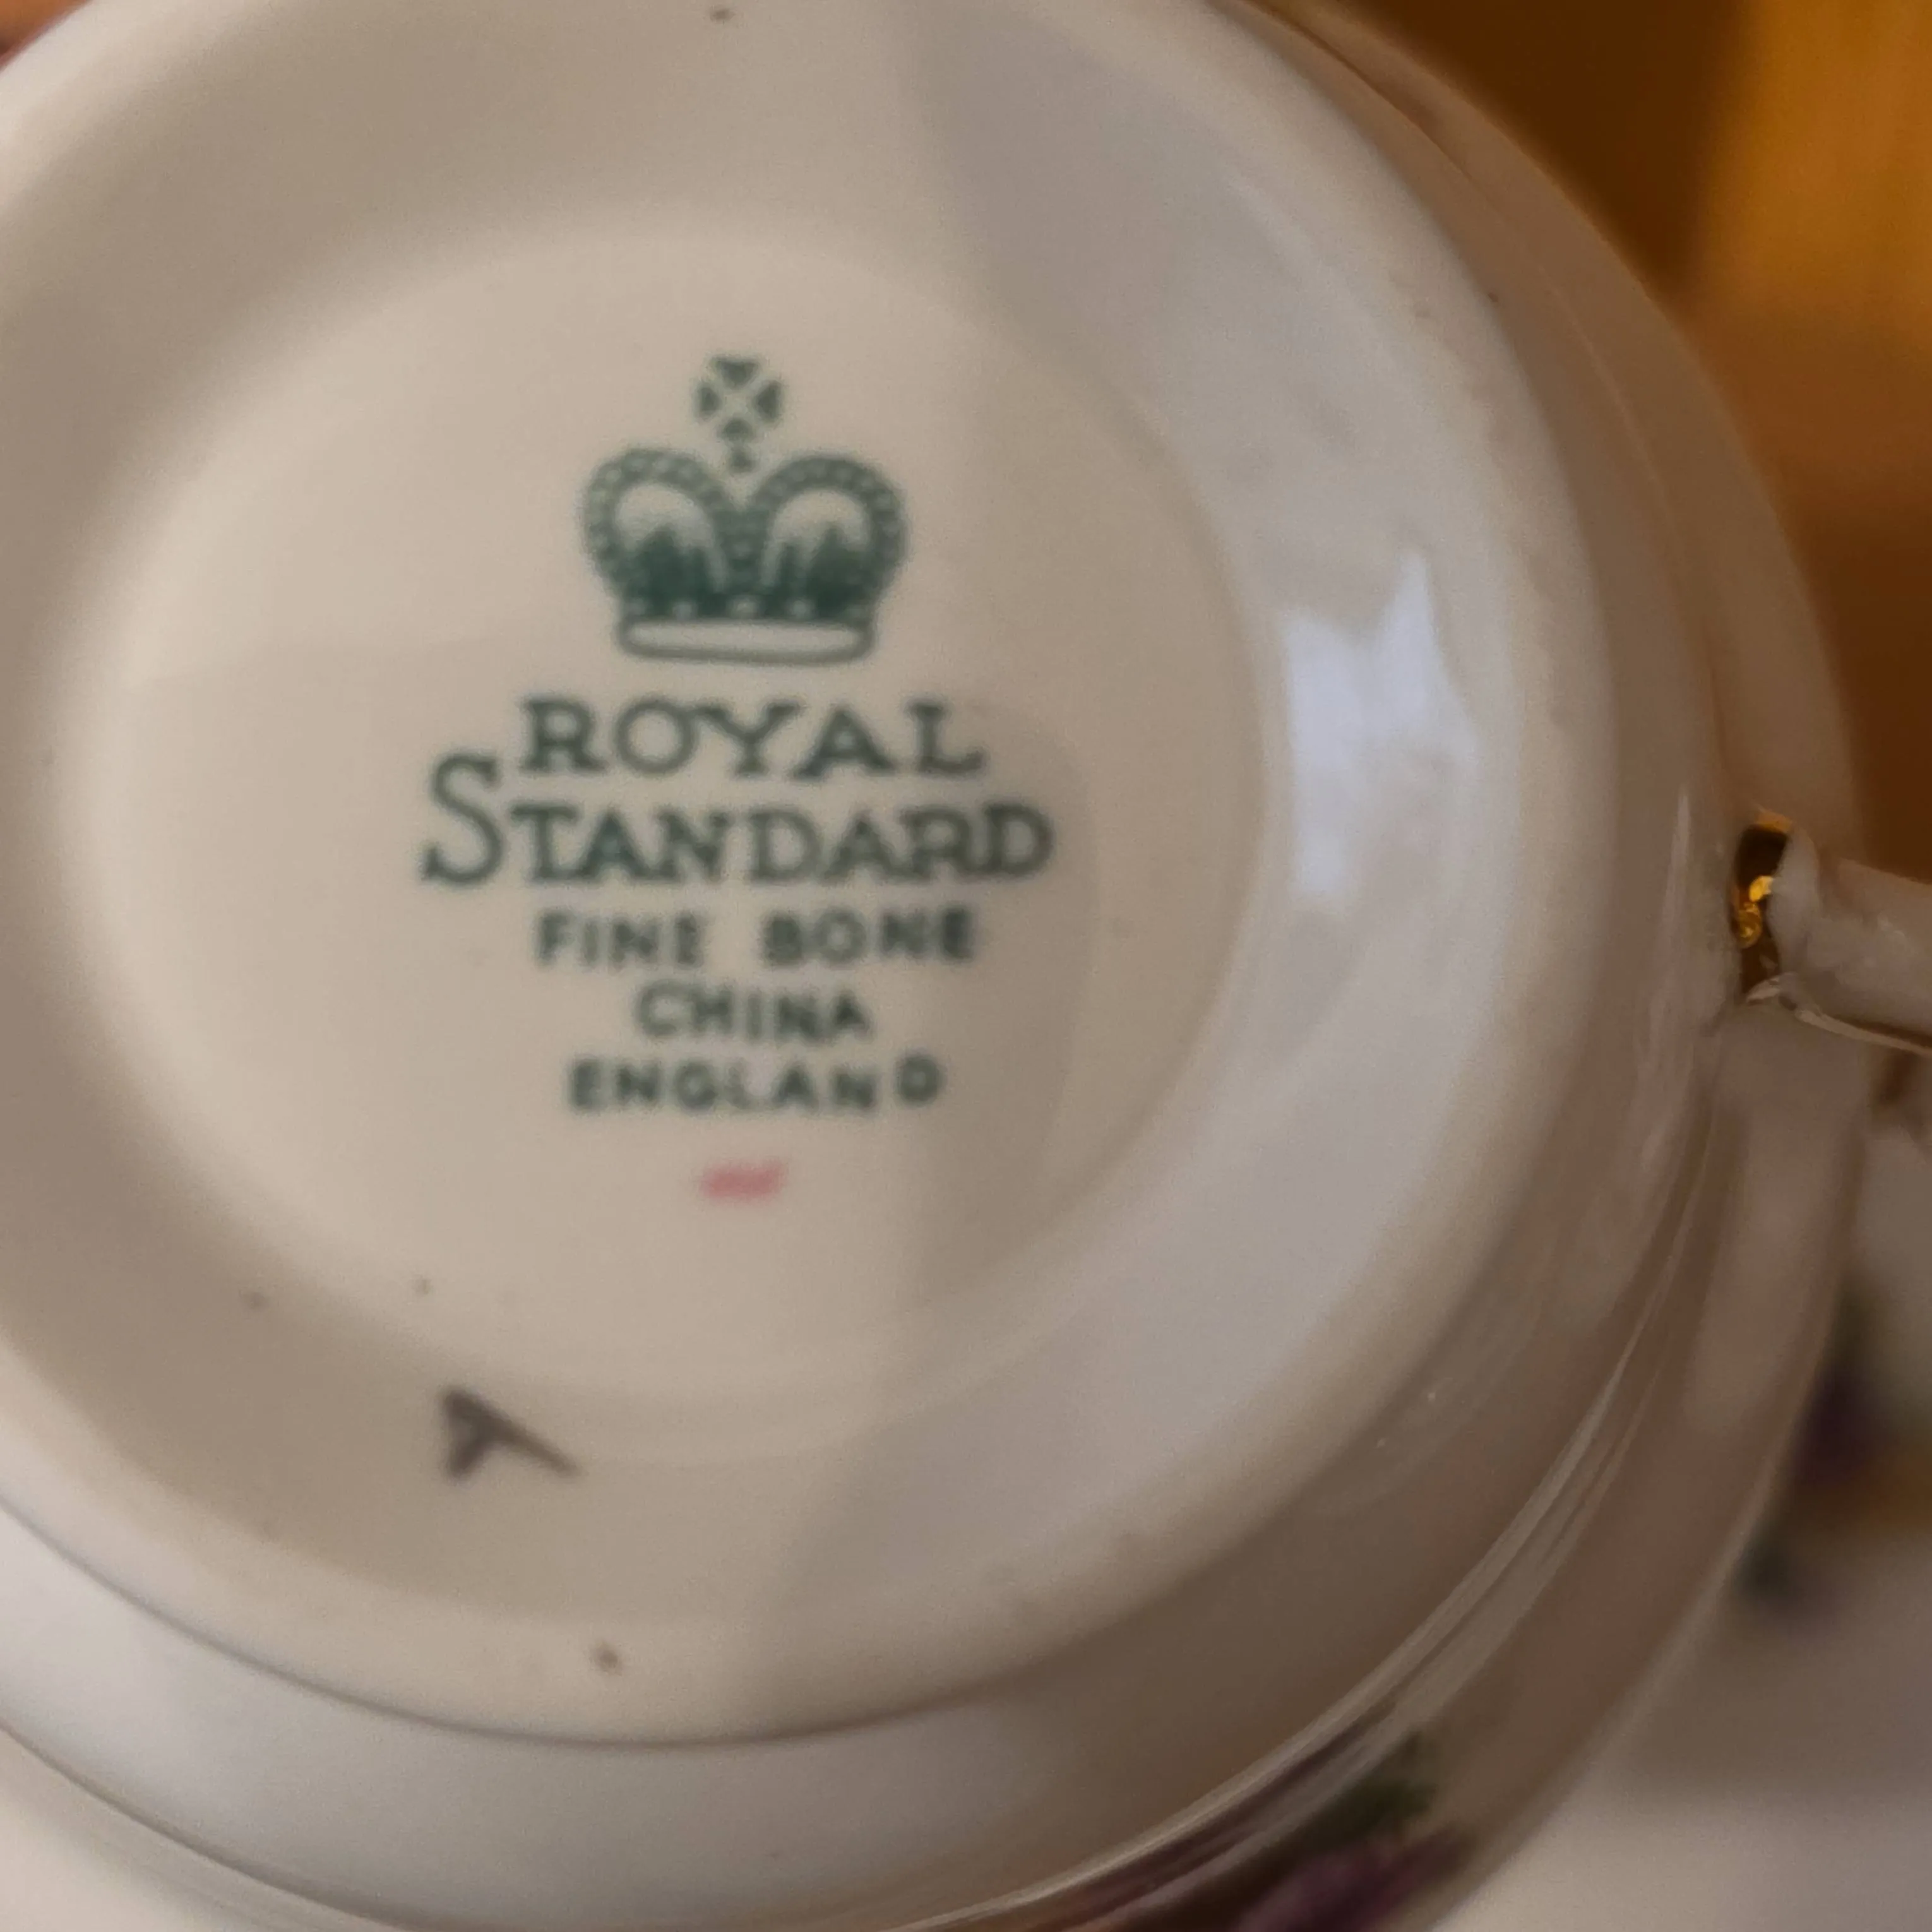 ROYAL
STANDARD
FINE BONE
CHINA
ENGLAND